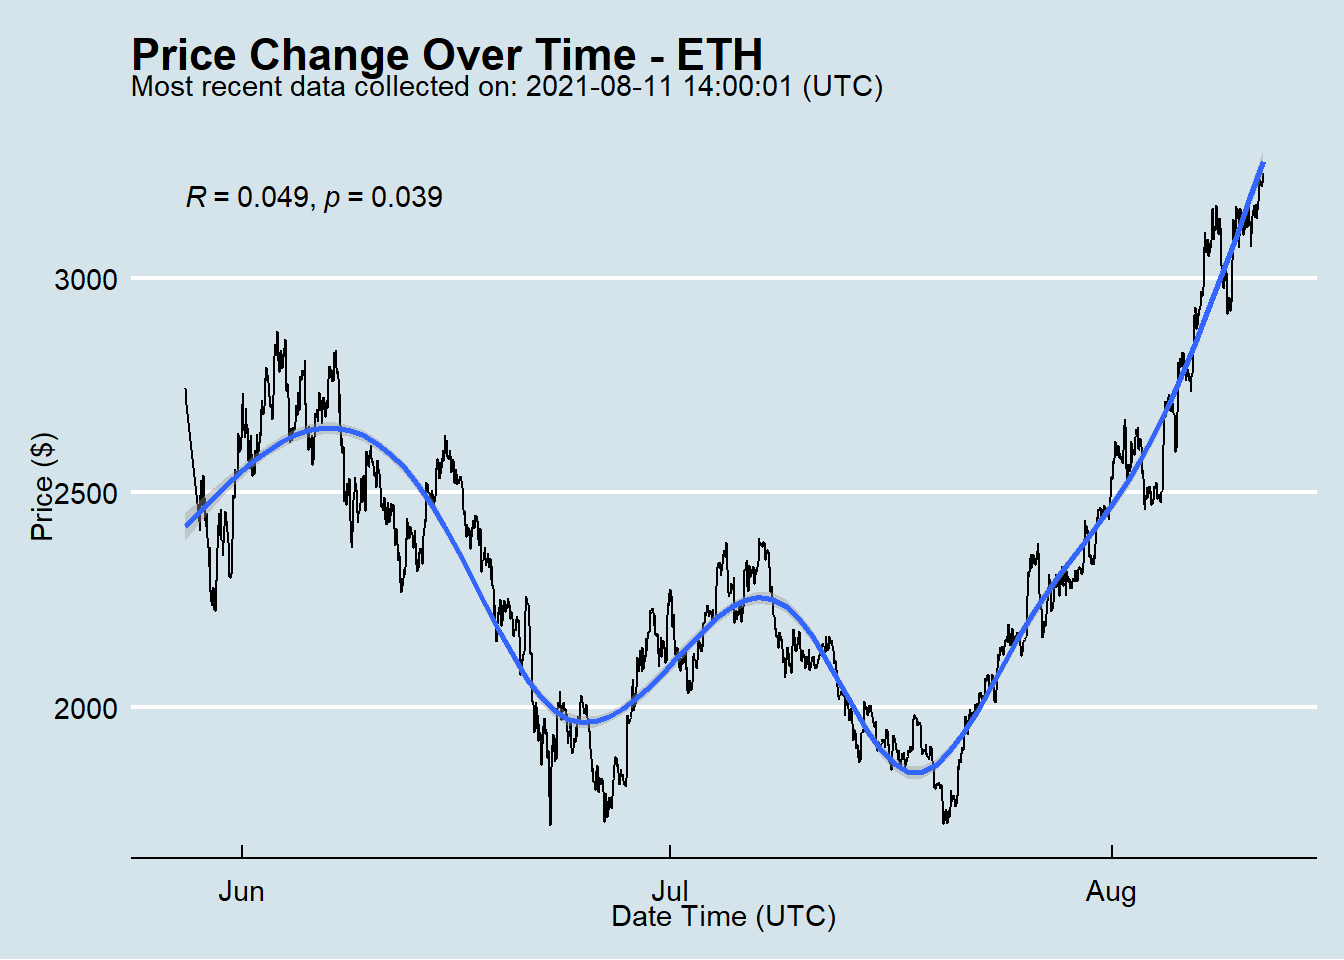 Price Change Over Time - ETH
Most recent data collected on: 2021-08-11 14:00:01 (UTC)
R = 0.049, p = 0.039
3000
2500
2000
Price ($)
Jun
Jul
Aug
Date Time (UTC)